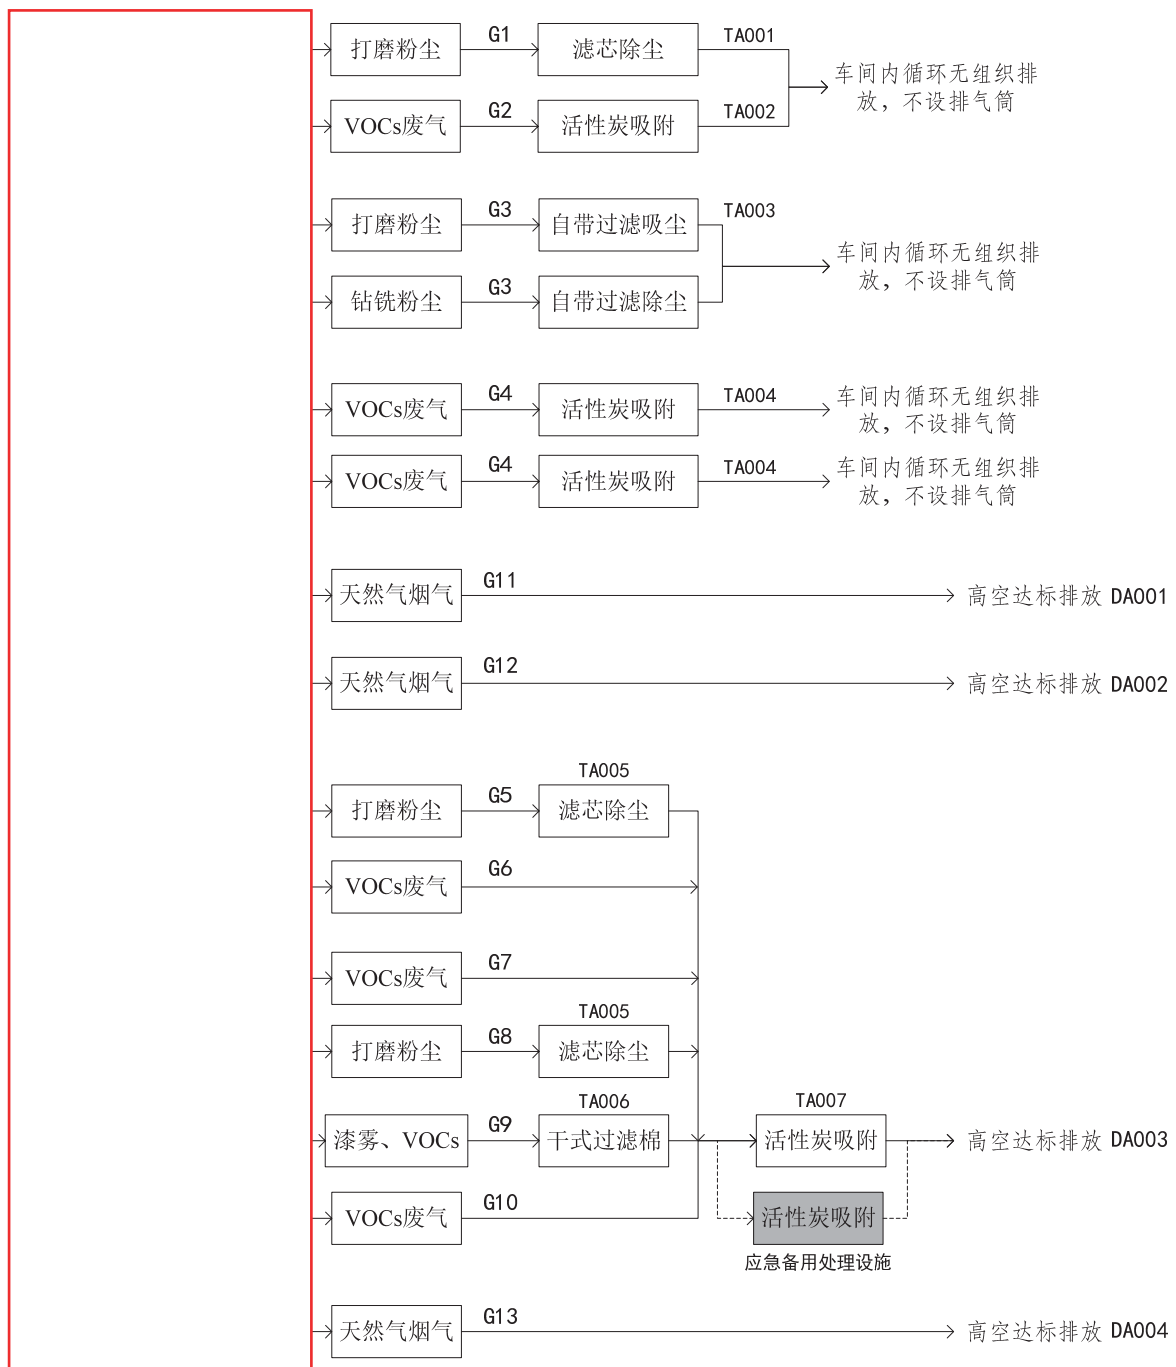 打磨粉尘 G1 滤芯除尘 TA001
车间内循环无组织排
放，不设排气筒
VOCs废气 G2 活性炭吸附 TA002
打磨粉尘 G3 自带过滤吸尘 TA003
车间内循环无组织排
放，不设排气筒
钻铣粉尘 G3 自带过滤除尘
VOCs废气 G4 活性炭吸附 TA004
车间内循环无组织排
放，不设排气筒
VOCs废气 G4 活性炭吸附 TA004
车间内循环无组织排
放，不设排气筒
天然气烟气 G11 高空达标排放 DA001
天然气烟气 G12 高空达标排放 DA002
TA005
打磨粉尘 G5 滤芯除尘
VOCs废气 G6
VOCs废气 G7
TA005
打磨粉尘 G8 滤芯除尘
TA006 TA007
漆雾、VOCs G9 干式过滤棉 活性炭吸附 高空达标排放 DA003
VOCs废气 G10 活性炭吸附
应急备用处理设施
天然气烟气 G13 高空达标排放 DA004